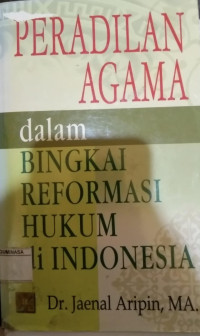 PERADILAN
AGAMA
dalam
BINGKAI
REFORMASI
HUKUM
di INDONESIA
Dr. Jaenal Aripin, MA.